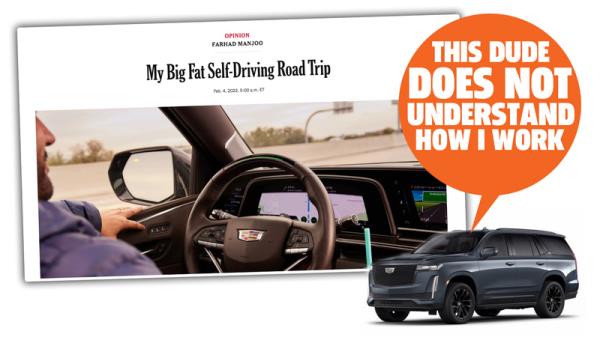 OPINION
FARHAD MANJOO
My Big Fat Self-Driving Road Trip
Feb. 4, 2022, 5:00 a.m. ET
THIS DUDE
DOES NOT
UNDERSTAND
HOW I WORK